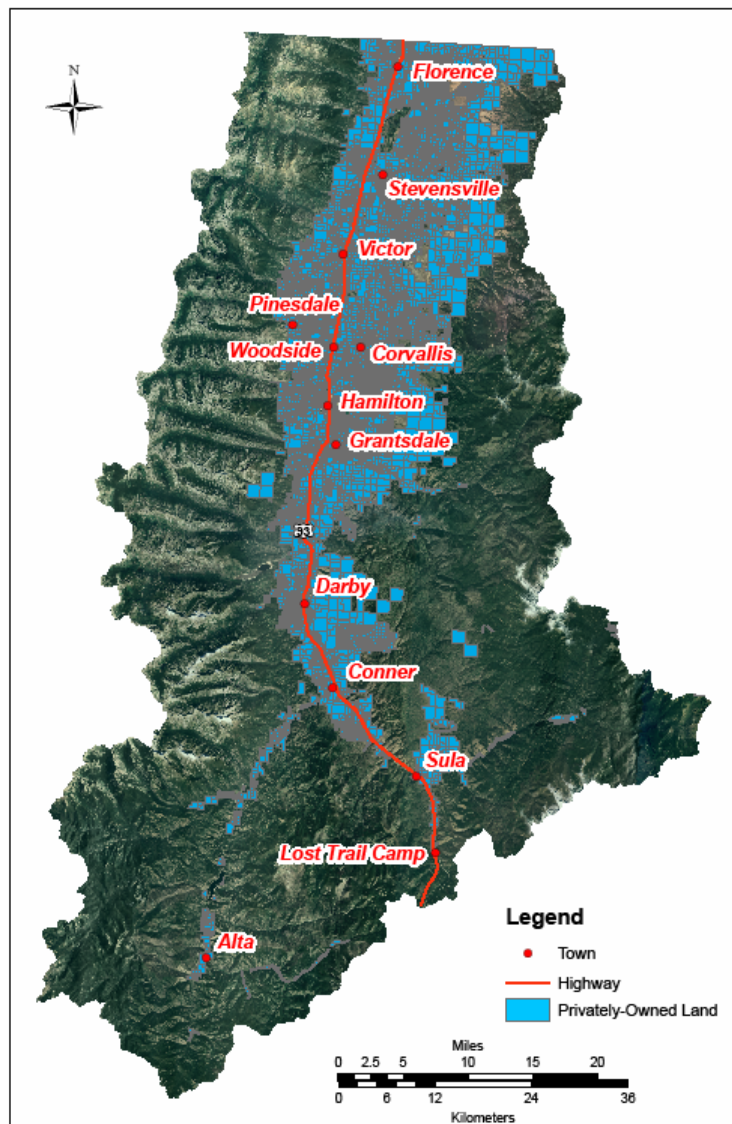 N
Florence
Stevensville
Victor
Pinesdale
Woodside
Corvallis
Hamilton
Grantsdale
93
Darby
Conner
Sula
Lost Trail Camp
Alta
Legend
Town
Highway
Privately-Owned Land
Miles
0 2.5 5 10 15 20
0 6 12 24 36
Kilometers